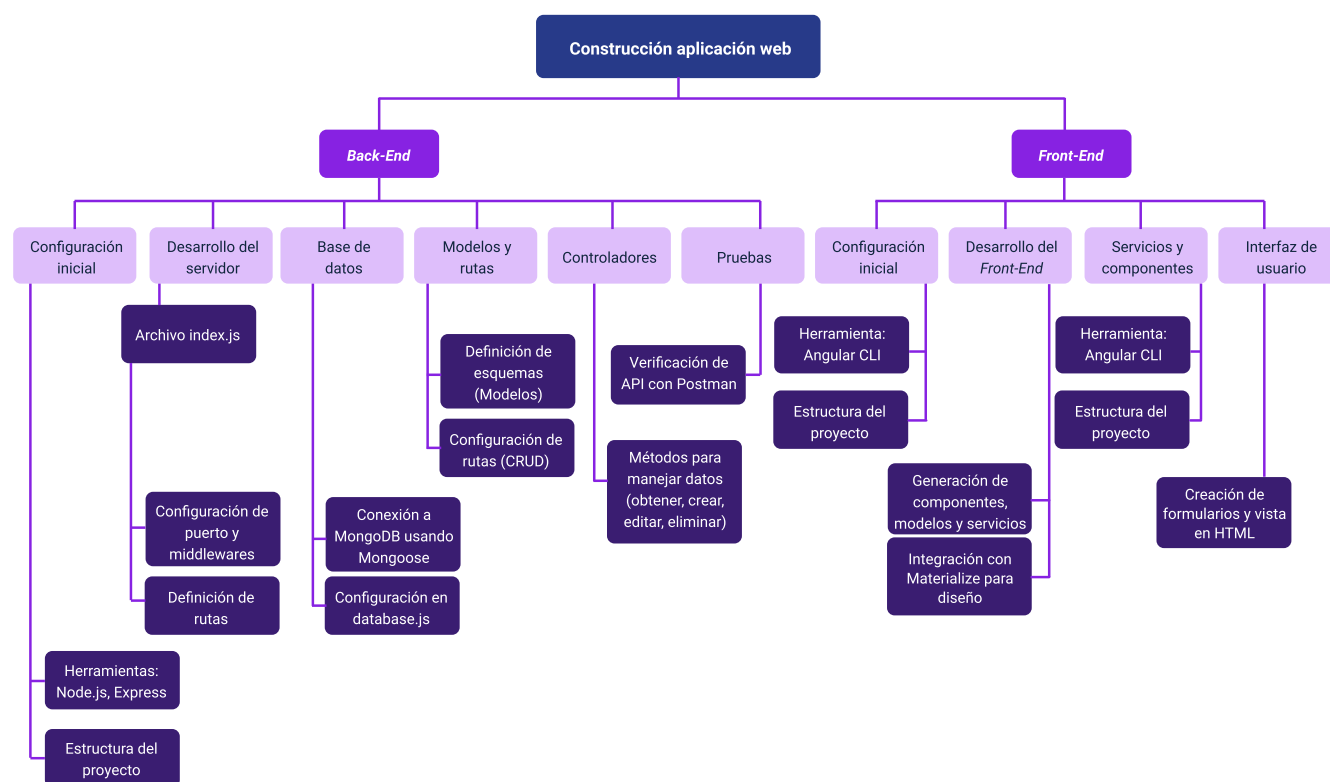 Construcción aplicación web
Back-End
Front-End
Configuración
inicial
Desarrollo del
servidor
Base de
datos
Modelos y
rutas
Controladores
Pruebas
Configuración
inicial
Desarrollo del
Front-End
Servicios y
componentes
Interfaz de
usuario
Archivo index.js
Definición de
esquemas
(Modelos)
Verificación de
API con Postman
Herramienta:
Angular CLI
Herramienta:
Angular CLI
Estructura del
proyecto
Estructura del
proyecto
Configuración de
rutas (CRUD)
Métodos para
manejar datos
(obtener, crear,
editar, eliminar)
Generación de
componentes,
modelos y servicios
Creación de
formularios y vista
en HTML
Configuración de
puerto y
middlewares
Conexión a
MongoDB usando
Mongoose
Integración con
Materialize para
diseño
Definición de
rutas
Configuración en
database.js
Herramientas:
Node.js, Express
Estructura del
proyecto